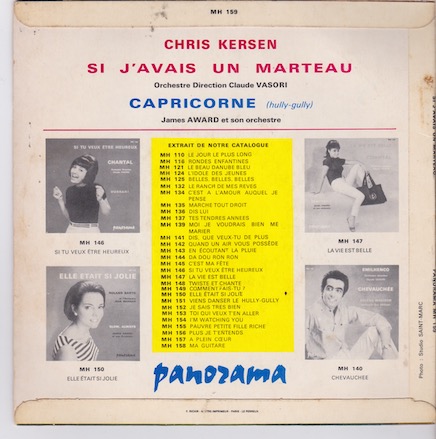 MH 159
CHRIS KERSEN
SI J'AVAIS UN MARTEAU
Orchestre Direction Claude VASORI
CAPRICORNE (hully-gully)
James AWARD et son orchestre
SI TU VEUX ÊTRE HEUREUX
CHANTAL
panorama
MH 146
SI TU VEUX ÊTRE HEUREUX
ELLE ÉTAIT SI JOLIE
MH 150
ELLE ÉTAIT SI JOLIE
EXTRAIT DE NOTRE CATALOGUE
MH 110 LE JOUR LE PLUS LONG
MH 116 RONDES ENFANTINES
MH 121 LE BEAU DANUBE BLEU
MH 124 L'IDOLE DES JEUNES
MH 125 BELLES, BELLES, BELLES
MH 132 LE RANCH DE MES REVES
MH 134 C'EST A L'AMOUR AUQUEL JE
PENSE
MH 135 MARCHE TOUT DROIT
MH 136 DIS LUI
MH 137 TES TENDRES ANNEES
MH 139 MOI JE VOUDRAIS BIEN ME
MARIER
MH 141 DIS, QUE VEUX-TU DE PLUS
MH 142 QUAND UN AIR VOUS POSSÈDE
MH 143 EN ECOUTANT LA PLUIE
MH 144 DA DOU RON RON
MH 145 C'EST MA FÊTE
MH 146 SI TU VEUX ÊTRE HEUREUX
MH 147 LA VIE EST BELLE
MH 148 TWISTE ET CHANTE
MH 149 COMMENT FAIS-TU ?
MH 150 ELLE ÉTAIT SI JOLIE
MH 151 VIENS DANSER LE HULLY-GULLY
MH 152 JE SAIS TRES BIEN
MH 153 TOI QUI VEUX T'EN ALLER
MH 154 I'M WATCHING YOU
MH 155 PAUVRE PETITE FILLE RICHE
MH 156 PLUS JE T'ENTENDS
MH 157 A PLEIN CŒUR
MH 158 MA GUITARE
MH 147
LA VIE EST BELLE
CHEVAUCHEE
MH 140
CHEVAUCHEE
panorama
Photo : Studio SAINT-MARC